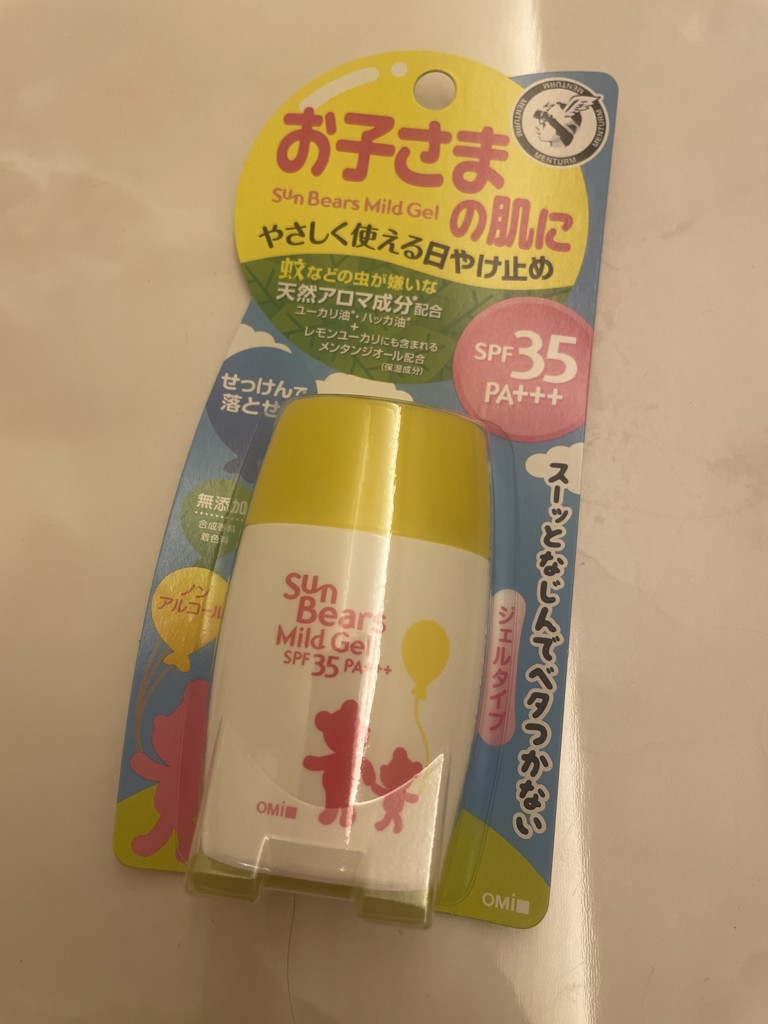 MENTURM MENTURM MENTURM MENTURM
お子さま
Sun Bears Mild Gel
の肌に
やさしく使える日やけ止め
蚊などの虫が嫌いな
天然アロマ成分*配合
ユーカリ油*・ハッカ油*
+
レモンユーカリにも含まれる
メンタンジオール配合
(保湿成分)
SPF35
PA+++
せっけんで
落とせ
無添加
合成香料
着色料
ノン
アルコール
スーッとなじんでベタつかない
ジェルタイプ
Sun
Bears
Mild Gel
SPF 35 PA+++
OMi
OMi